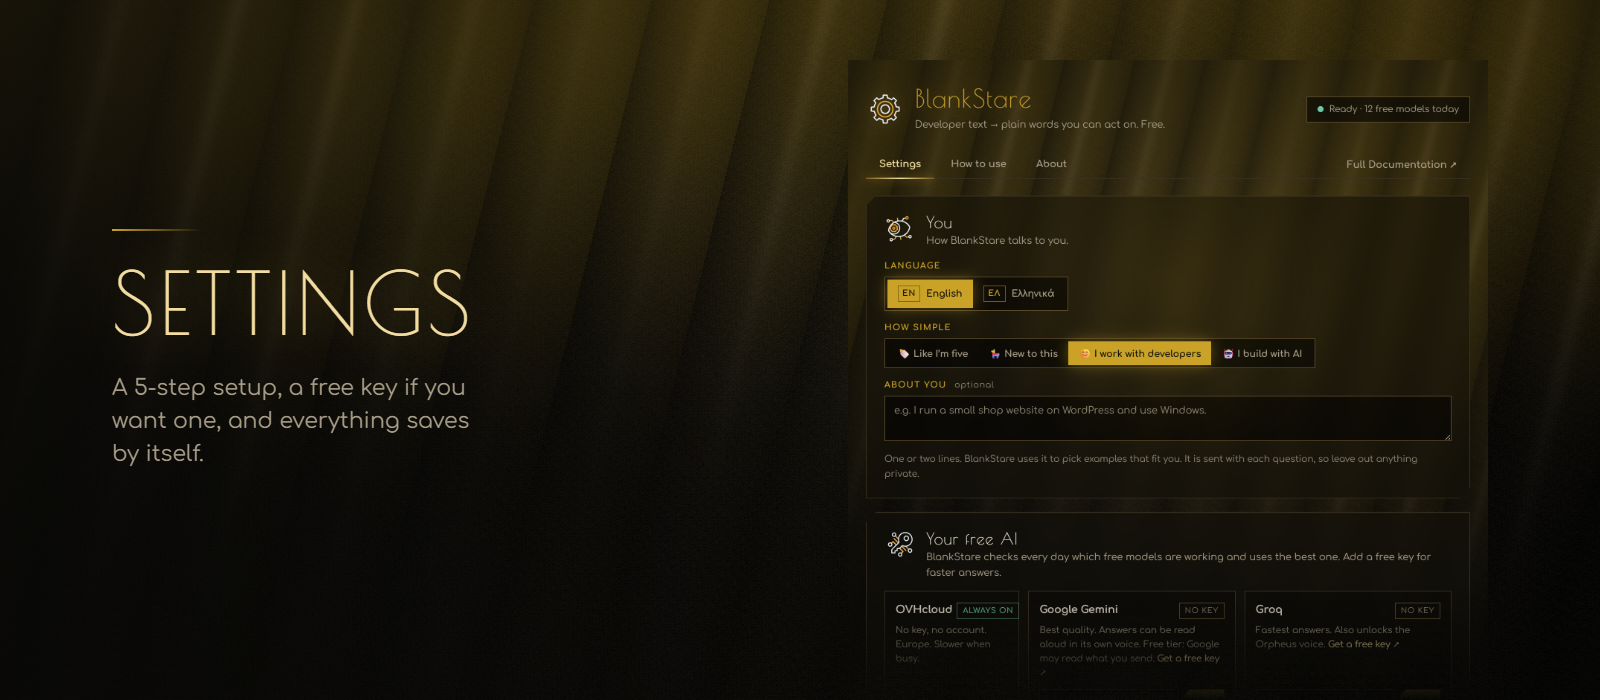 SETTINGS
A 5-step setup, a free key if you
want one, and everything saves
by itself.
BlankStare
Developer text → plain words you can act on. Free.
Ready · 12 free models today
Settings
How to use
About
Full Documentation ↗
You
How BlankStare talks to you.
LANGUAGE
EN English
ΕΛ Ελληνικά
HOW SIMPLE
Like I'm five
New to this
I work with developers
I build with AI
ABOUT YOU optional
e.g. I run a small shop website on WordPress and use Windows.
One or two lines. BlankStare uses it to pick examples that fit you. It is sent with each question, so leave out anything
private.
Your free AI
BlankStare checks every day which free models are working and uses the best one. Add a free key for
faster answers.
OVHcloud ALWAYS ON
No key, no account.
Europe. Slower when
busy.
Google Gemini NO KEY
Best quality. Answers can be read
aloud in its own voice. Free tier: Google
may read what you send. Get a free key
↗
Groq NO KEY
Fastest answers. Also unlocks the
Orpheus voice. Get a free key ↗